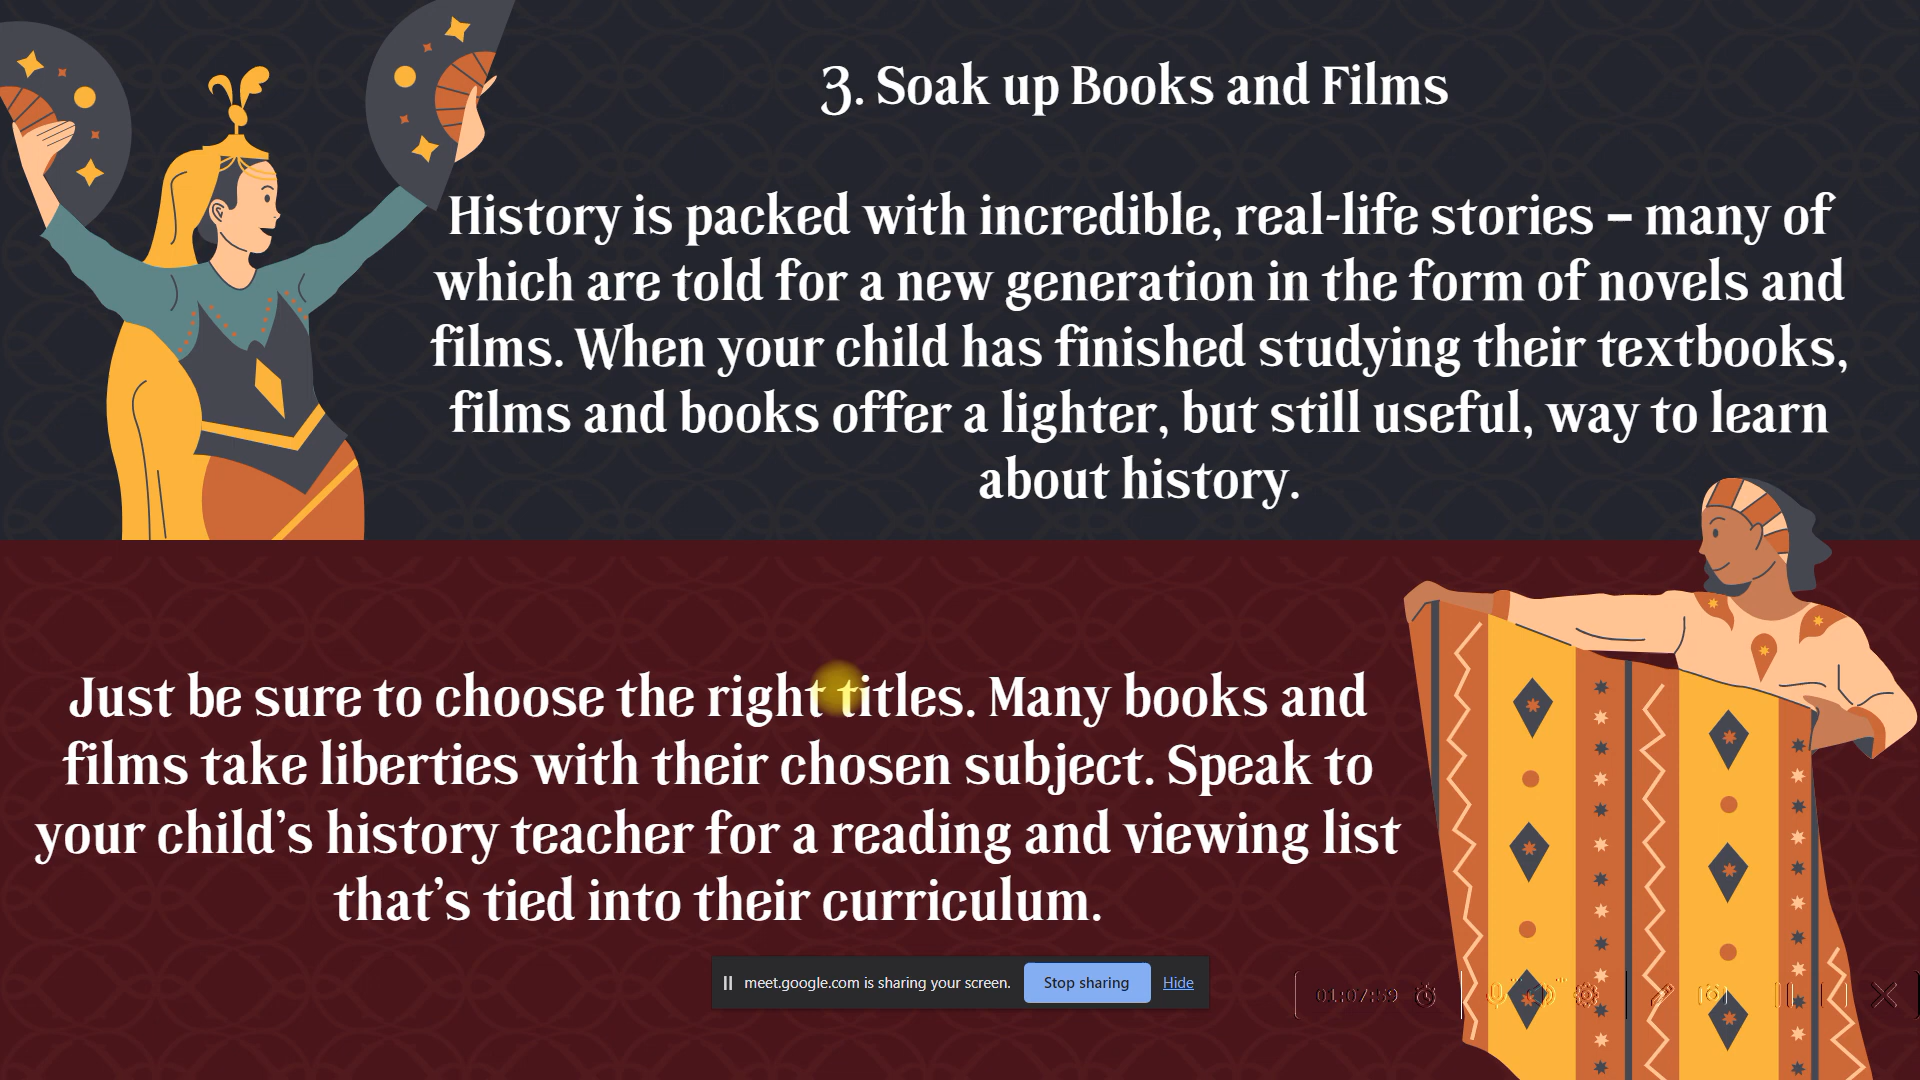 3. Soak up Books and Films
History is packed with incredible, real-life stories – many of
which are told for a new generation in the form of novels and
films. When your child has finished studying their textbooks,
films and books offer a lighter, but still useful, way to learn
about history.
Just be sure to choose the right titles. Many books and
films take liberties with their chosen subject. Speak to
your child’s history teacher for a reading and viewing list
that’s tied into their curriculum.
meet.google.com is sharing your screen. Stop sharing Hide
01:07:59